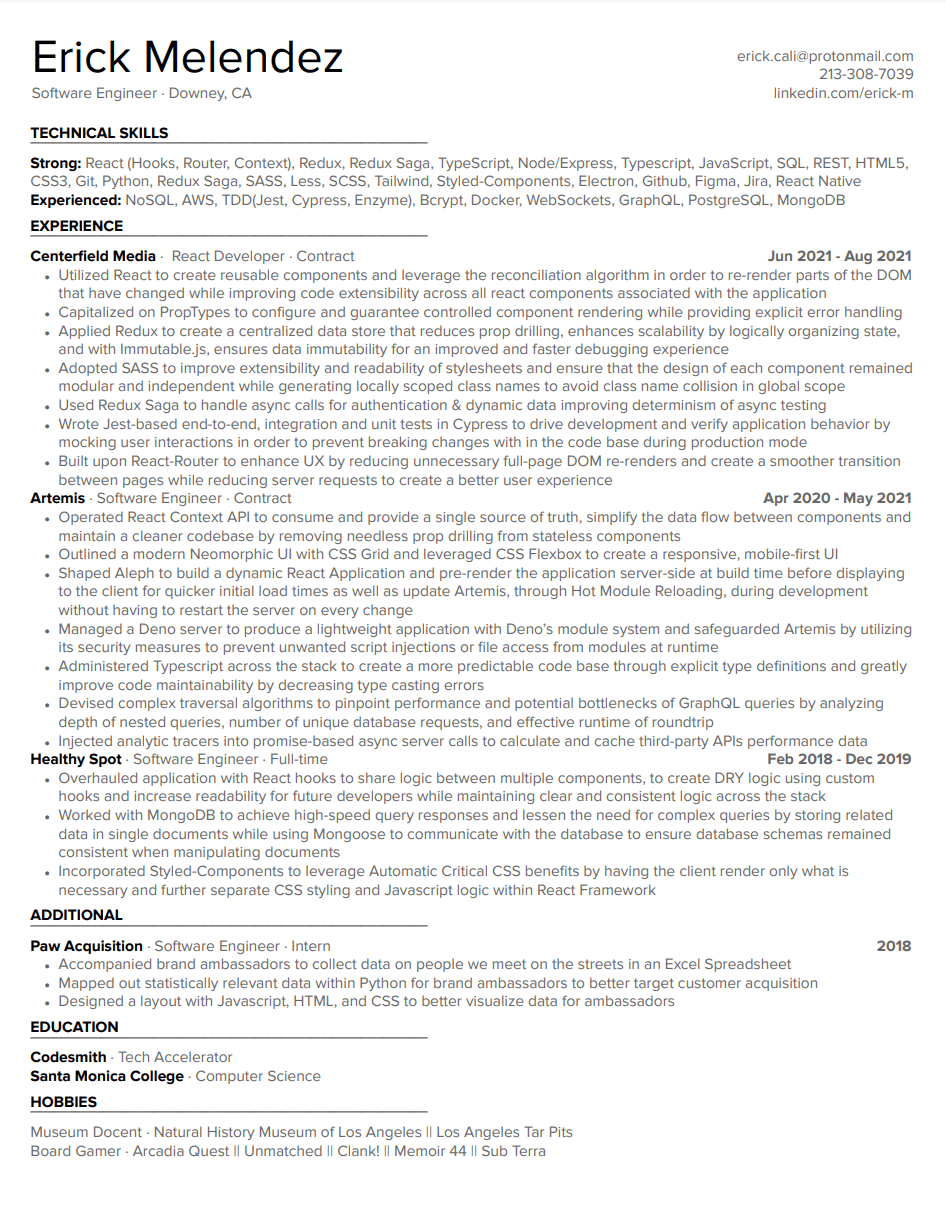 Erick Melendez
Software Engineer · Downey, CA
erick.cali@protonmail.com
213-308-7039
linkedin.com/erick-m
TECHNICAL SKILLS
Strong: React (Hooks, Router, Context), Redux, Redux Saga, TypeScript, Node/Express, Typescript, JavaScript, SQL, REST, HTML5,
CSS3, Git, Python, Redux Saga, SASS, Less, SCSS, Tailwind, Styled-Components, Electron, Github, Figma, Jira, React Native
Experienced: NoSQL, AWS, TDD(Jest, Cypress, Enzyme), Bcrypt, Docker, WebSockets, GraphQL, PostgreSQL, MongoDB
EXPERIENCE
Centerfield Media · React Developer · Contract Jun 2021 - Aug 2021
• Utilized React to create reusable components and leverage the reconciliation algorithm in order to re-render parts of the DOM
that have changed while improving code extensibility across all react components associated with the application
• Capitalized on PropTypes to configure and guarantee controlled component rendering while providing explicit error handling
• Applied Redux to create a centralized data store that reduces prop drilling, enhances scalability by logically organizing state,
and with Immutable.js, ensures data immutability for an improved and faster debugging experience
• Adopted SASS to improve extensibility and readability of stylesheets and ensure that the design of each component remained
modular and independent while generating locally scoped class names to avoid class name collision in global scope
• Used Redux Saga to handle async calls for authentication & dynamic data improving determinism of async testing
• Wrote Jest-based end-to-end, integration and unit tests in Cypress to drive development and verify application behavior by
mocking user interactions in order to prevent breaking changes with in the code base during production mode
• Built upon React-Router to enhance UX by reducing unnecessary full-page DOM re-renders and create a smoother transition
between pages while reducing server requests to create a better user experience
Artemis · Software Engineer · Contract Apr 2020 - May 2021
• Operated React Context API to consume and provide a single source of truth, simplify the data flow between components and
maintain a cleaner codebase by removing needless prop drilling from stateless components
• Outlined a modern Neomorphic UI with CSS Grid and leveraged CSS Flexbox to create a responsive, mobile-first UI
• Shaped Aleph to build a dynamic React Application and pre-render the application server-side at build time before displaying
to the client for quicker initial load times as well as update Artemis, through Hot Module Reloading, during development
without having to restart the server on every change
• Managed a Deno server to produce a lightweight application with Deno’s module system and safeguarded Artemis by utilizing
its security measures to prevent unwanted script injections or file access from modules at runtime
• Administered Typescript across the stack to create a more predictable code base through explicit type definitions and greatly
improve code maintainability by decreasing type casting errors
• Devised complex traversal algorithms to pinpoint performance and potential bottlenecks of GraphQL queries by analyzing
depth of nested queries, number of unique database requests, and effective runtime of roundtrip
• Injected analytic tracers into promise-based async server calls to calculate and cache third-party APIs performance data
Healthy Spot · Software Engineer · Full-time Feb 2018 - Dec 2019
• Overhauled application with React hooks to share logic between multiple components, to create DRY logic using custom
hooks and increase readability for future developers while maintaining clear and consistent logic across the stack
• Worked with MongoDB to achieve high-speed query responses and lessen the need for complex queries by storing related
data in single documents while using Mongoose to communicate with the database to ensure database schemas remained
consistent when manipulating documents
• Incorporated Styled-Components to leverage Automatic Critical CSS benefits by having the client render only what is
necessary and further separate CSS styling and Javascript logic within React Framework
ADDITIONAL
Paw Acquisition · Software Engineer · Intern 2018
• Accompanied brand ambassadors to collect data on people we meet on the streets in an Excel Spreadsheet
• Mapped out statistically relevant data within Python for brand ambassadors to better target customer acquisition
• Designed a layout with Javascript, HTML, and CSS to better visualize data for ambassadors
EDUCATION
Codesmith · Tech Accelerator
Santa Monica College · Computer Science
HOBBIES
Museum Docent · Natural History Museum of Los Angeles || Los Angeles Tar Pits
Board Gamer · Arcadia Quest || Unmatched || Clank! || Memoir 44 || Sub Terra